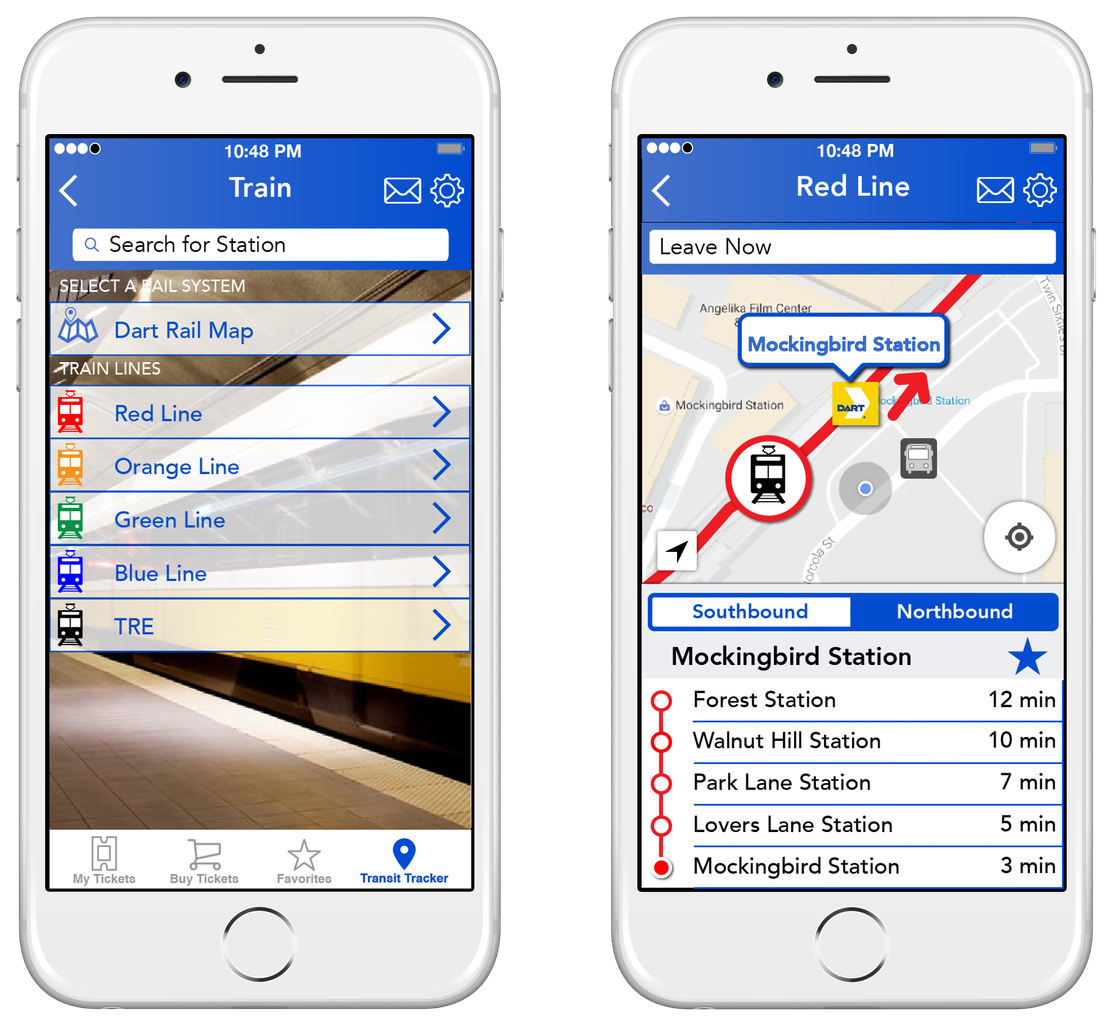 10:48 PM
Train
Search for Station
SELECT A RAIL SYSTEM
Dart Rail Map
TRAIN LINES
Red Line
Orange Line
Green Line
Blue Line
TRE
My Tickets
Buy Tickets
Favorites
Transit Tracker
10:48 PM
Red Line
Leave Now
Angelika Film Center
&
Twin Sixties Dr
Mockingbird Station
Mockingbird Station
DART
ockingbird Station
co
Southbound
Northbound
Mockingbird Station
Forest Station 12 min
Walnut Hill Station 10 min
Park Lane Station 7 min
Lovers Lane Station 5 min
Mockingbird Station 3 min